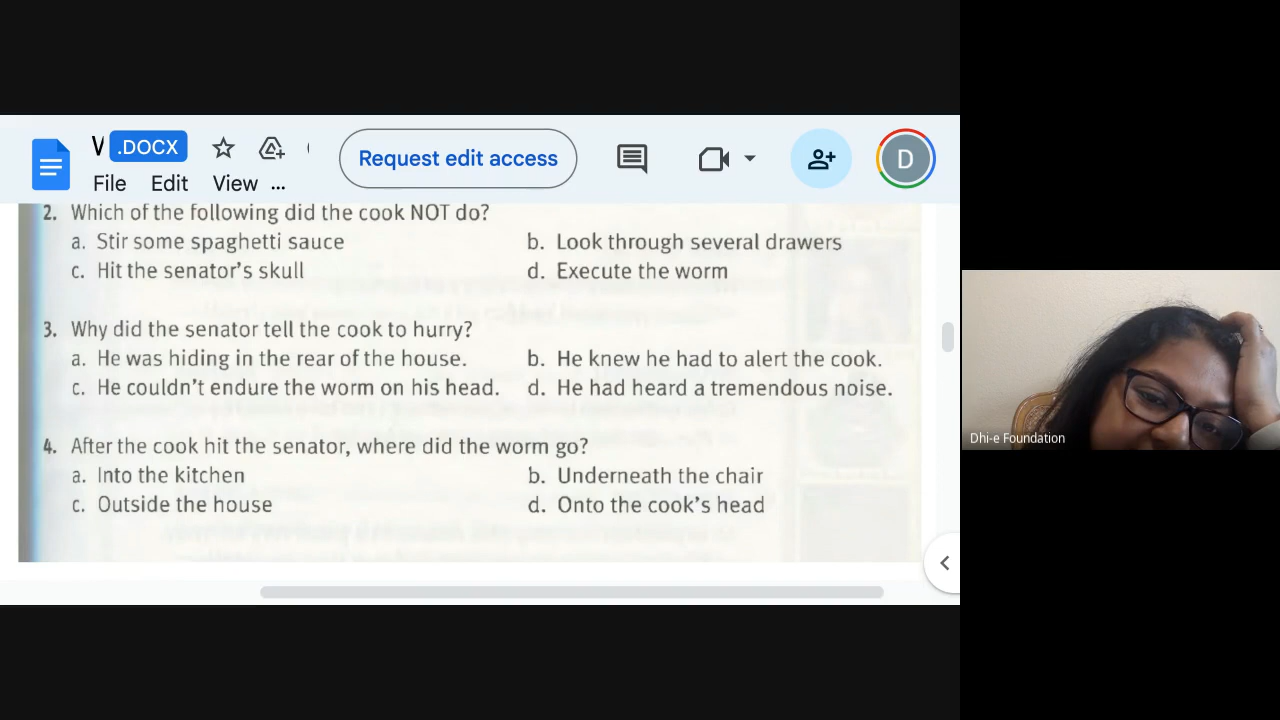 V .DOCX
Request edit access
D
File Edit View ...
2. Which of the following did the cook NOT do?
a. Stir some spaghetti sauce b. Look through several drawers
c. Hit the senator's skull d. Execute the worm
3. Why did the senator tell the cook to hurry?
a. He was hiding in the rear of the house. b. He knew he had to alert the cook.
c. He couldn't endure the worm on his head. d. He had heard a tremendous noise.
4. After the cook hit the senator, where did the worm go?
a. Into the kitchen b. Underneath the chair
c. Outside the house d. Onto the cook's head
Dhi-e Foundation